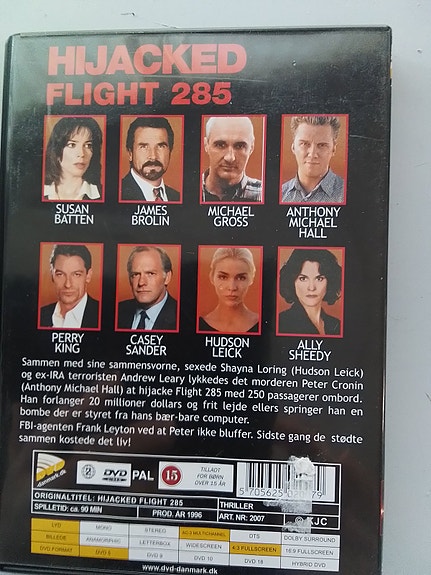 HIJACKED
FLIGHT 285
SUSAN BATTEN
JAMES BROLIN
MICHAEL GROSS
ANTHONY MICHAEL HALL
PERRY KING
CASEY SANDER
HUDSON LEICK
ALLY SHEEDY
Sammen med sine sammensvorne, sexede Shayna Loring (Hudson Leick)
og ex-IRA terroristen Andrew Leary lykkedes det morderen Peter Cronin
(Anthony Michael Hall) at hijacke Flight 285 med 250 passagerer ombord.
Han forlanger 20 millioner dollars og frit lejde ellers springer han en
bombe der er styret fra hans bær-bare computer.
FBI-agenten Frank Leyton ved at Peter ikke bluffer. Sidste gang de stødte
sammen kostede det liv!
DVD
-danmark.dk
2
DVD
PAL
15
TILLADT
FOR BØRN
OVER 15 ÅR
ORIGINALTITEL: HIJACKED FLIGHT 285
THRILLER
SPILLETID: ca. 90 MIN
PROD. ÅR 1996
ART. NR: 2007
KJC
LYD
MONO
STEREO
DTS
DOLBY SURROUND
BILLEDE
ANAMORPHIC
LETTERBOX
WIDESCREEN
4:3 FULLSCREEN
16:9 FULLSCREEN
DVD FORMAT
DVD 5
DVD 9
DVD 10
DVD 18
HYBRID DVD
www.dvd-danmark.dk